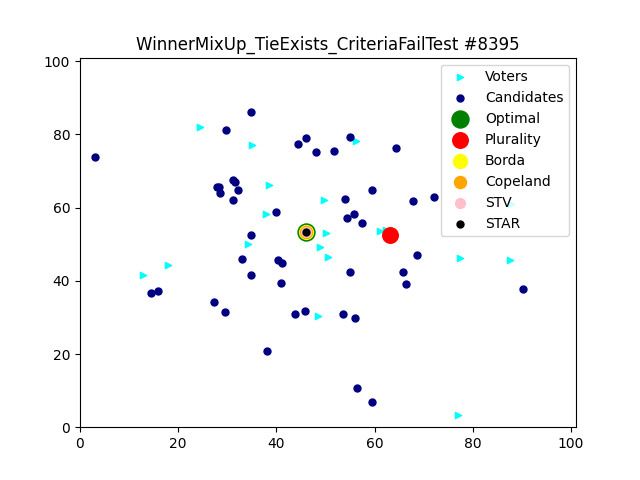 WinnerMixUp_TieExists_CriteriaFailTest #8395
100
80
60
40
20
0
0 20 40 60 80 100
Voters
Candidates
Optimal
Plurality
Borda
Copeland
STV
STAR